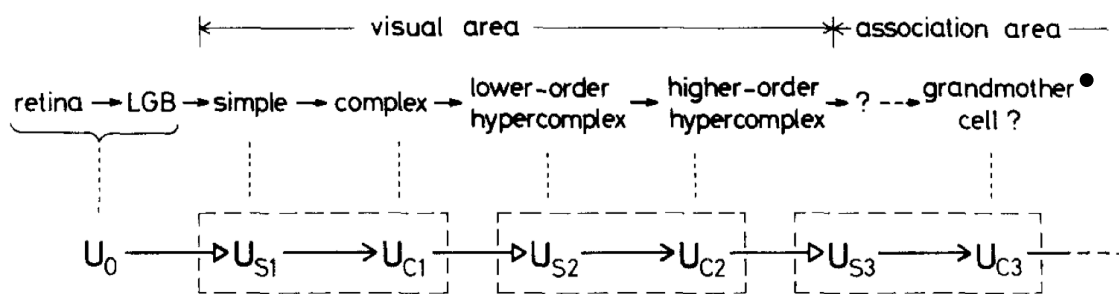 visual area association area
retina → LGB → simple → complex → lower-order hypercomplex → higher-order hypercomplex → ? --→ grandmother cell ?
U0 US1 UC1 US2 UC2 US3 UC3